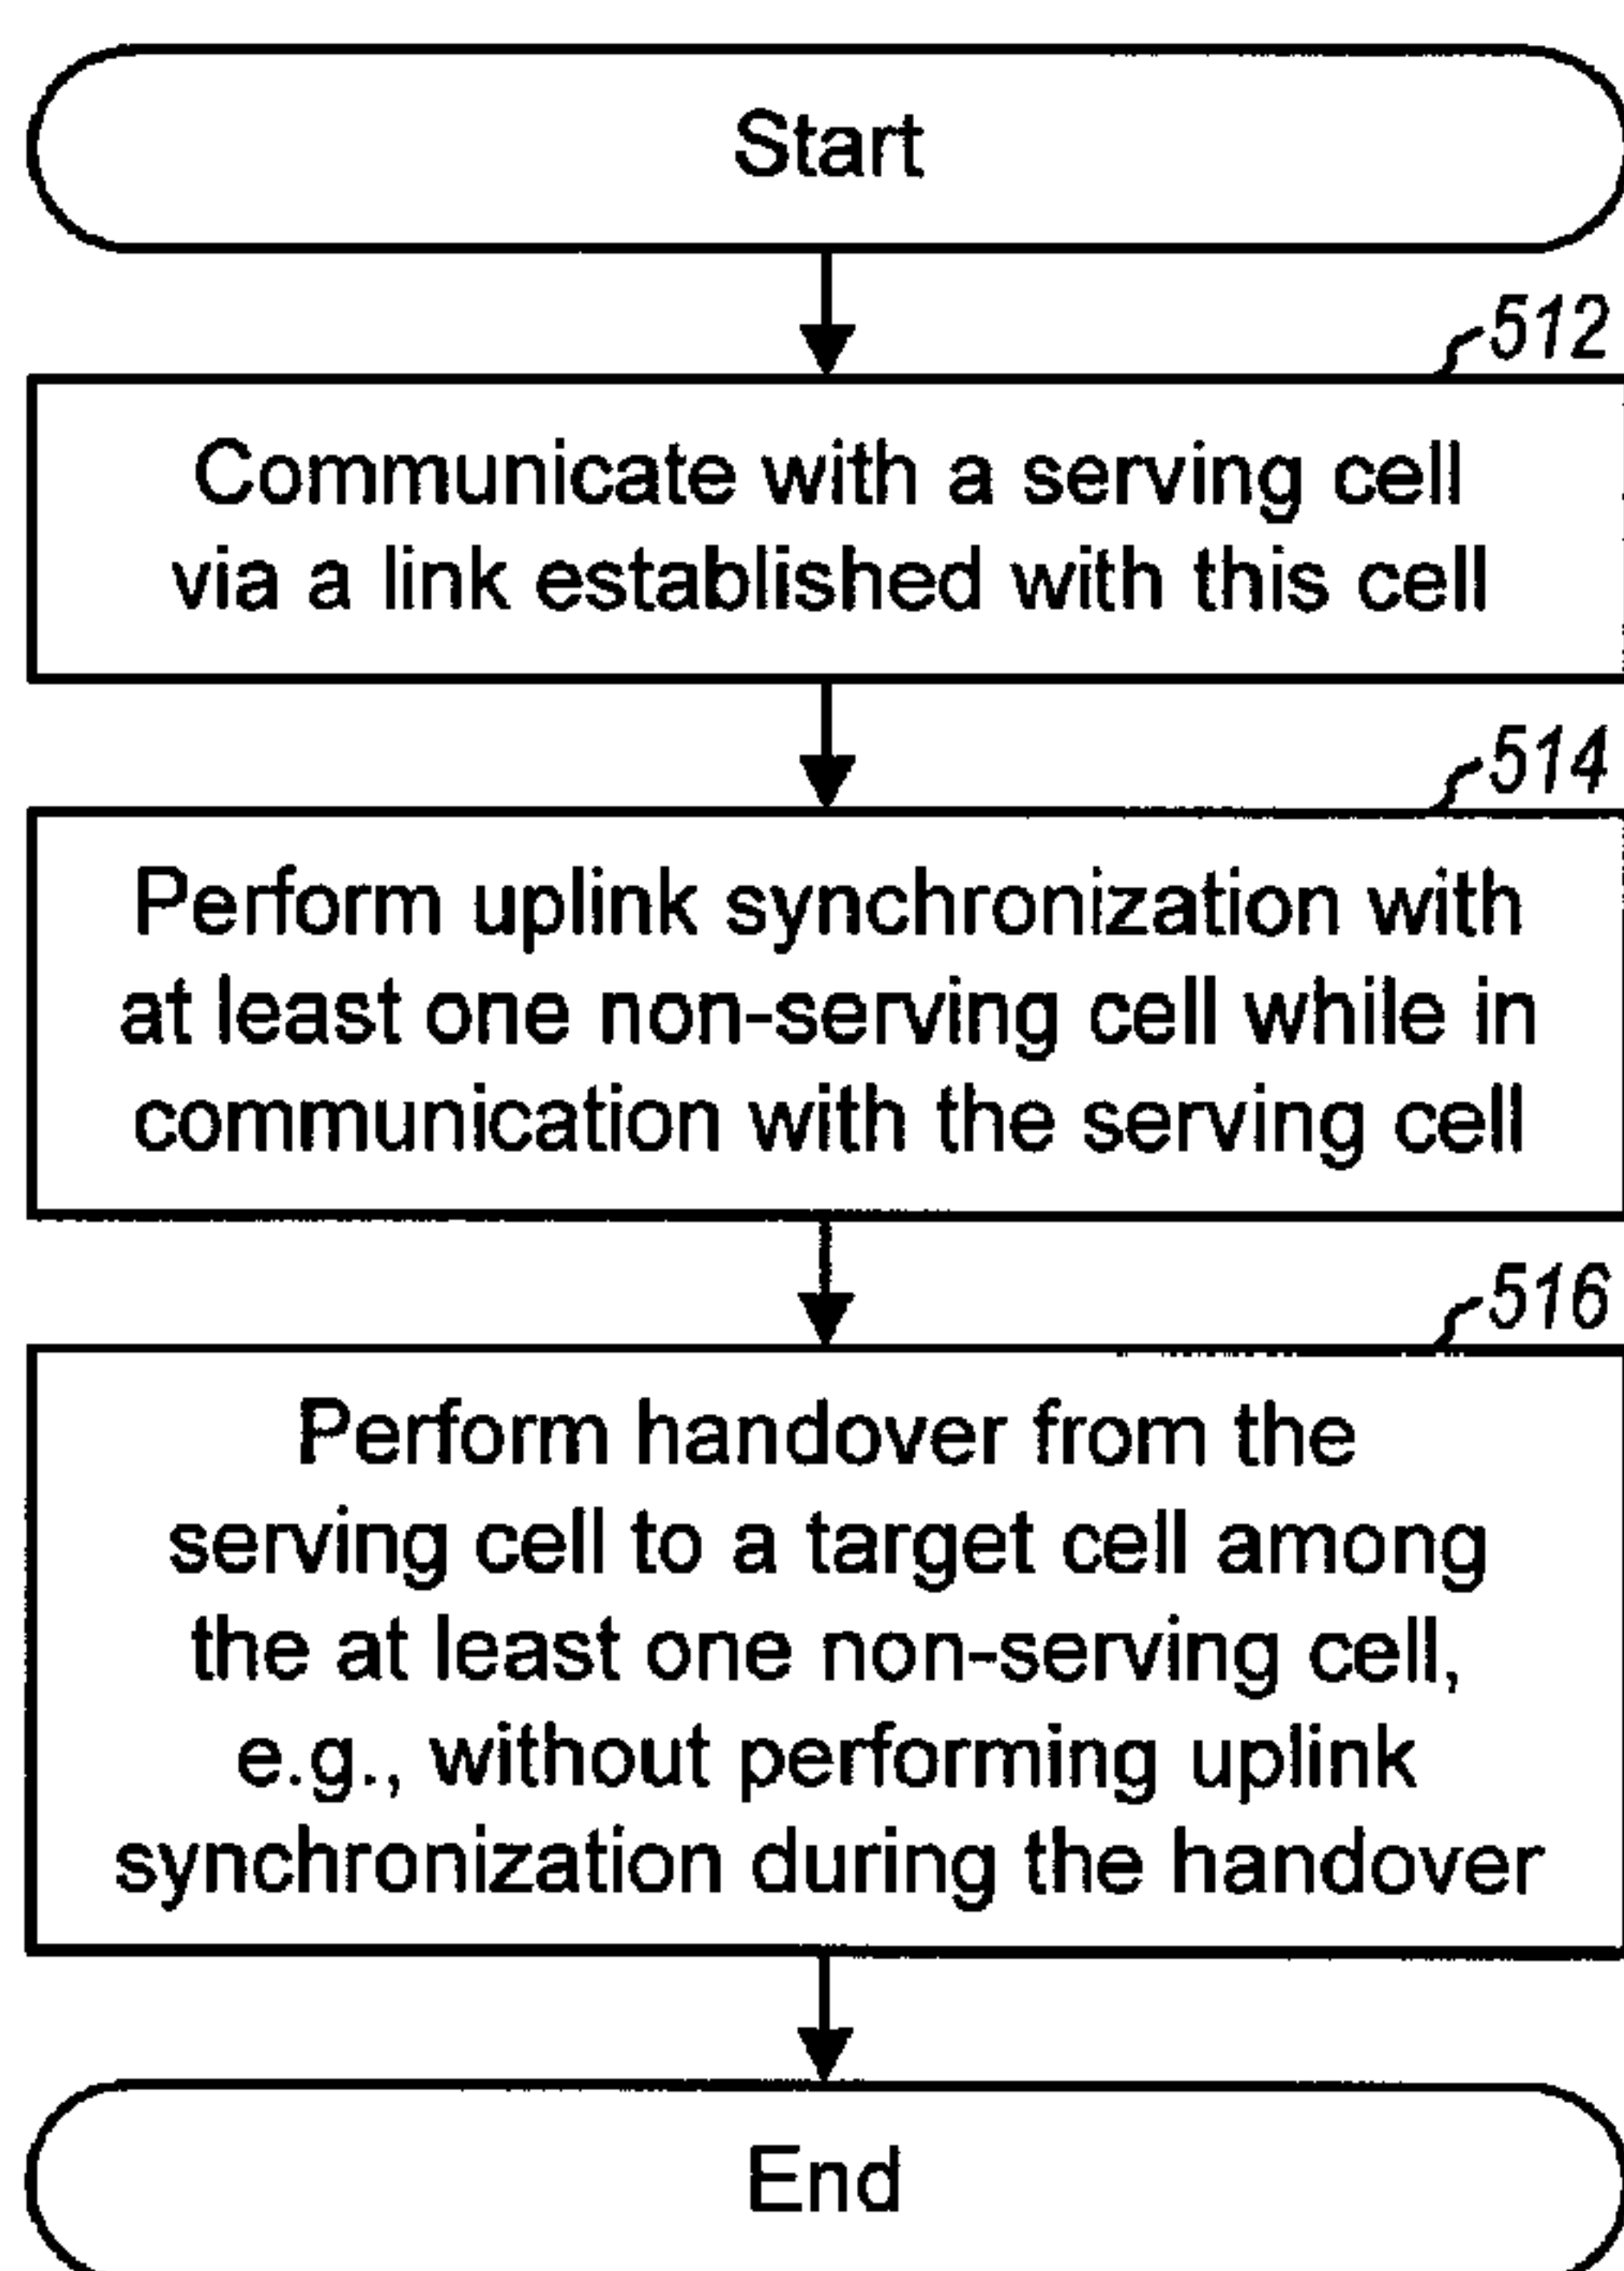 Start
512
Communicate with a serving cell
via a link established with this cell
514
Perform uplink synchronization with
at least one non-serving cell while in
communication with the serving cell
516
Perform handover from the
serving cell to a target cell among
the at least one non-serving cell,
e.g., without performing uplink
synchronization during the handover
End